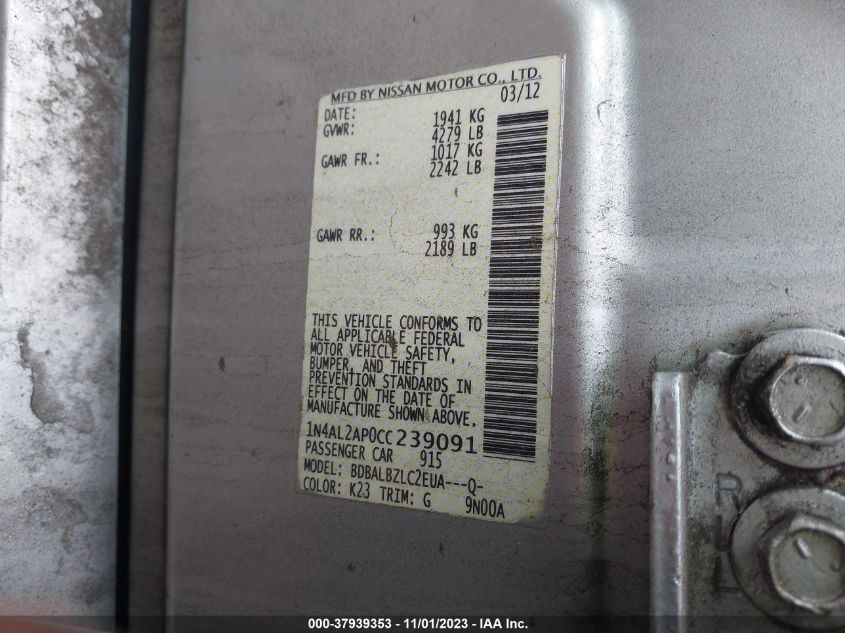 MFD BY NISSAN MOTOR CO., LTD.
DATE: 03/12
GVWR: 1941 KG
4279 LB
GAWR FR.: 1017 KG
2242 LB
GAWR RR.: 993 KG
2189 LB
THIS VEHICLE CONFORMS TO
ALL APPLICABLE FEDERAL
MOTOR VEHICLE SAFETY,
BUMPER, AND THEFT
PREVENTION STANDARDS IN
EFFECT ON THE DATE OF
MANUFACTURE SHOWN ABOVE.
1N4AL2AP0CC239091
PASSENGER CAR 915
MODEL: BDBALBZLC2EUA---Q-
COLOR: K23 TRIM: G 9N00A
000-37939353 - 11/01/2023 - IAA Inc.